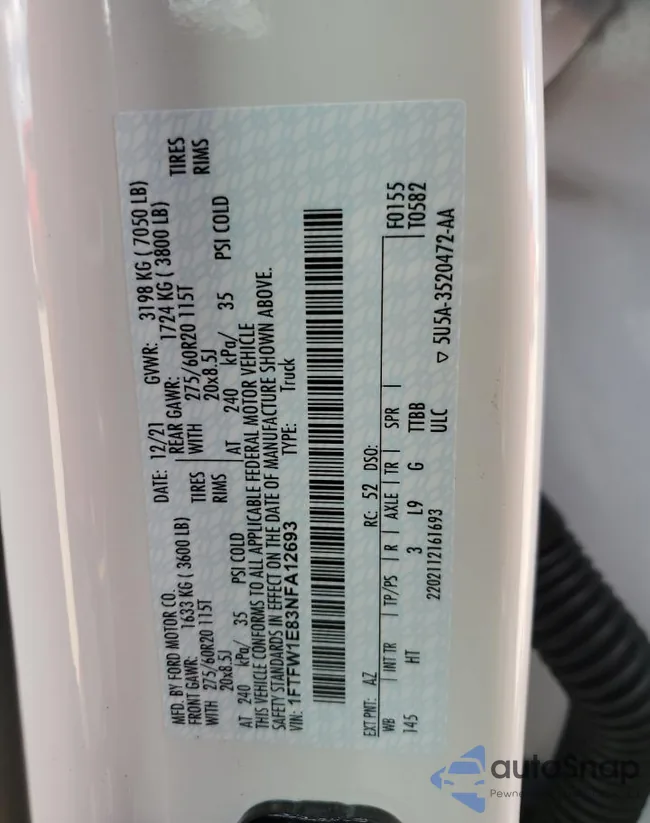 MFD. BY FORD MOTOR CO.
DATE: 12/21 GVWR: 3198 KG ( 7050 LB)
FRONT GAWR: 1633 KG ( 3600 LB)
REAR GAWR: 1724 KG ( 3800 LB)
WITH 275/60R20 115T TIRES
WITH 275/60R20 115T TIRES
20x8.5J RIMS
20x8.5J RIMS
AT 240 kPa/ 35 PSI COLD
AT 240 kPa/ 35 PSI COLD
THIS VEHICLE CONFORMS TO ALL APPLICABLE FEDERAL MOTOR VEHICLE
SAFETY STANDARDS IN EFFECT ON THE DATE OF MANUFACTURE SHOWN ABOVE.
VIN: 1FTFW1E83NFA12693 TYPE: Truck
EXT PNT: AZ RC: 52 DSO: F0155
WB INT TR TP/PS R AXLE TR SPR T0582
145 HT 3 L9 G TTBB
2202112161693 ULC ▽ 5U5A-3520472-AA
autoSnap